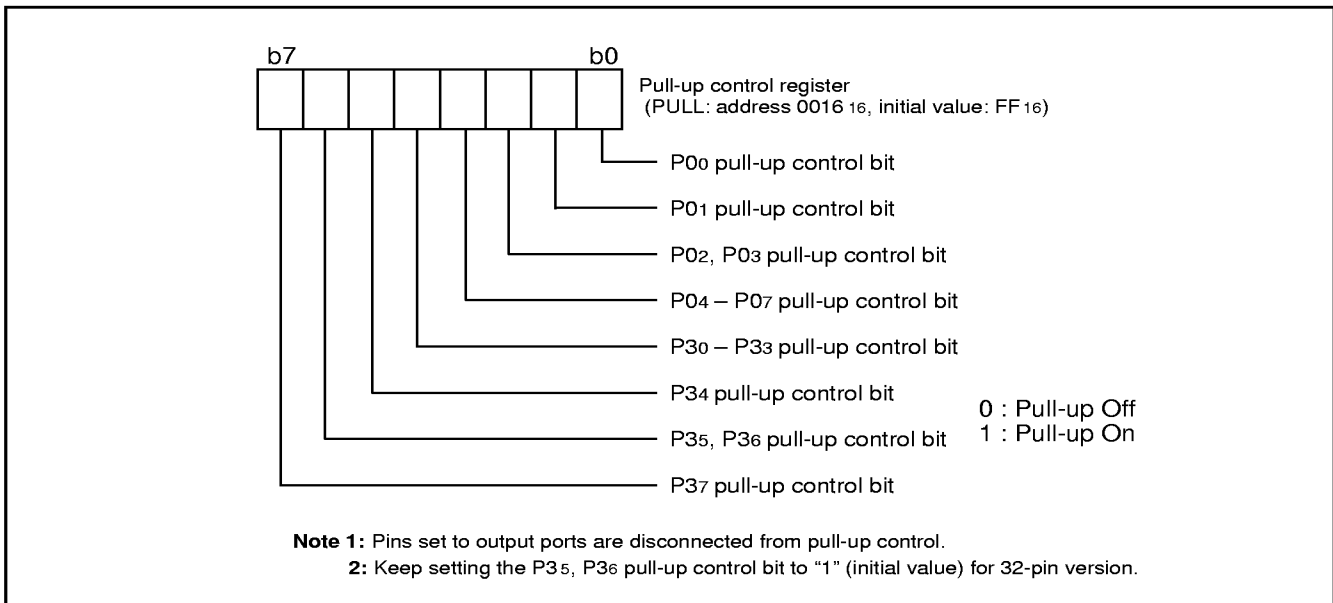 b7 b0
Pull-up control register
(PULL: address 0016 16, initial value: FF 16)
P00 pull-up control bit
P01 pull-up control bit
P02, P03 pull-up control bit
P04 – P07 pull-up control bit
P30 – P33 pull-up control bit
P34 pull-up control bit
P35, P36 pull-up control bit
P37 pull-up control bit
0 : Pull-up Off
1 : Pull-up On
Note 1: Pins set to output ports are disconnected from pull-up control.
2: Keep setting the P35, P36 pull-up control bit to “1” (initial value) for 32-pin version.